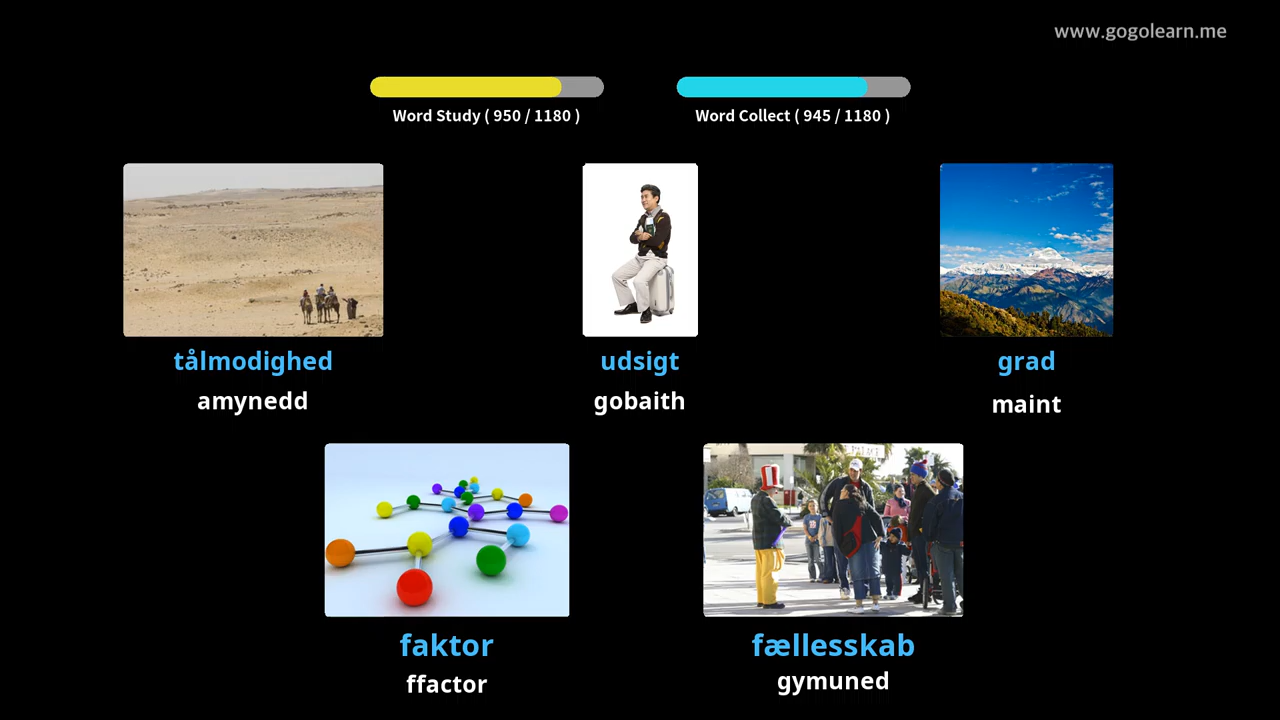 www.gogolearn.me
Word Study ( 950 / 1180 )
Word Collect ( 945 / 1180 )
tålmodighed
amynedd
udsigt
gobaith
grad
maint
faktor
ffactor
fællesskab
gymuned